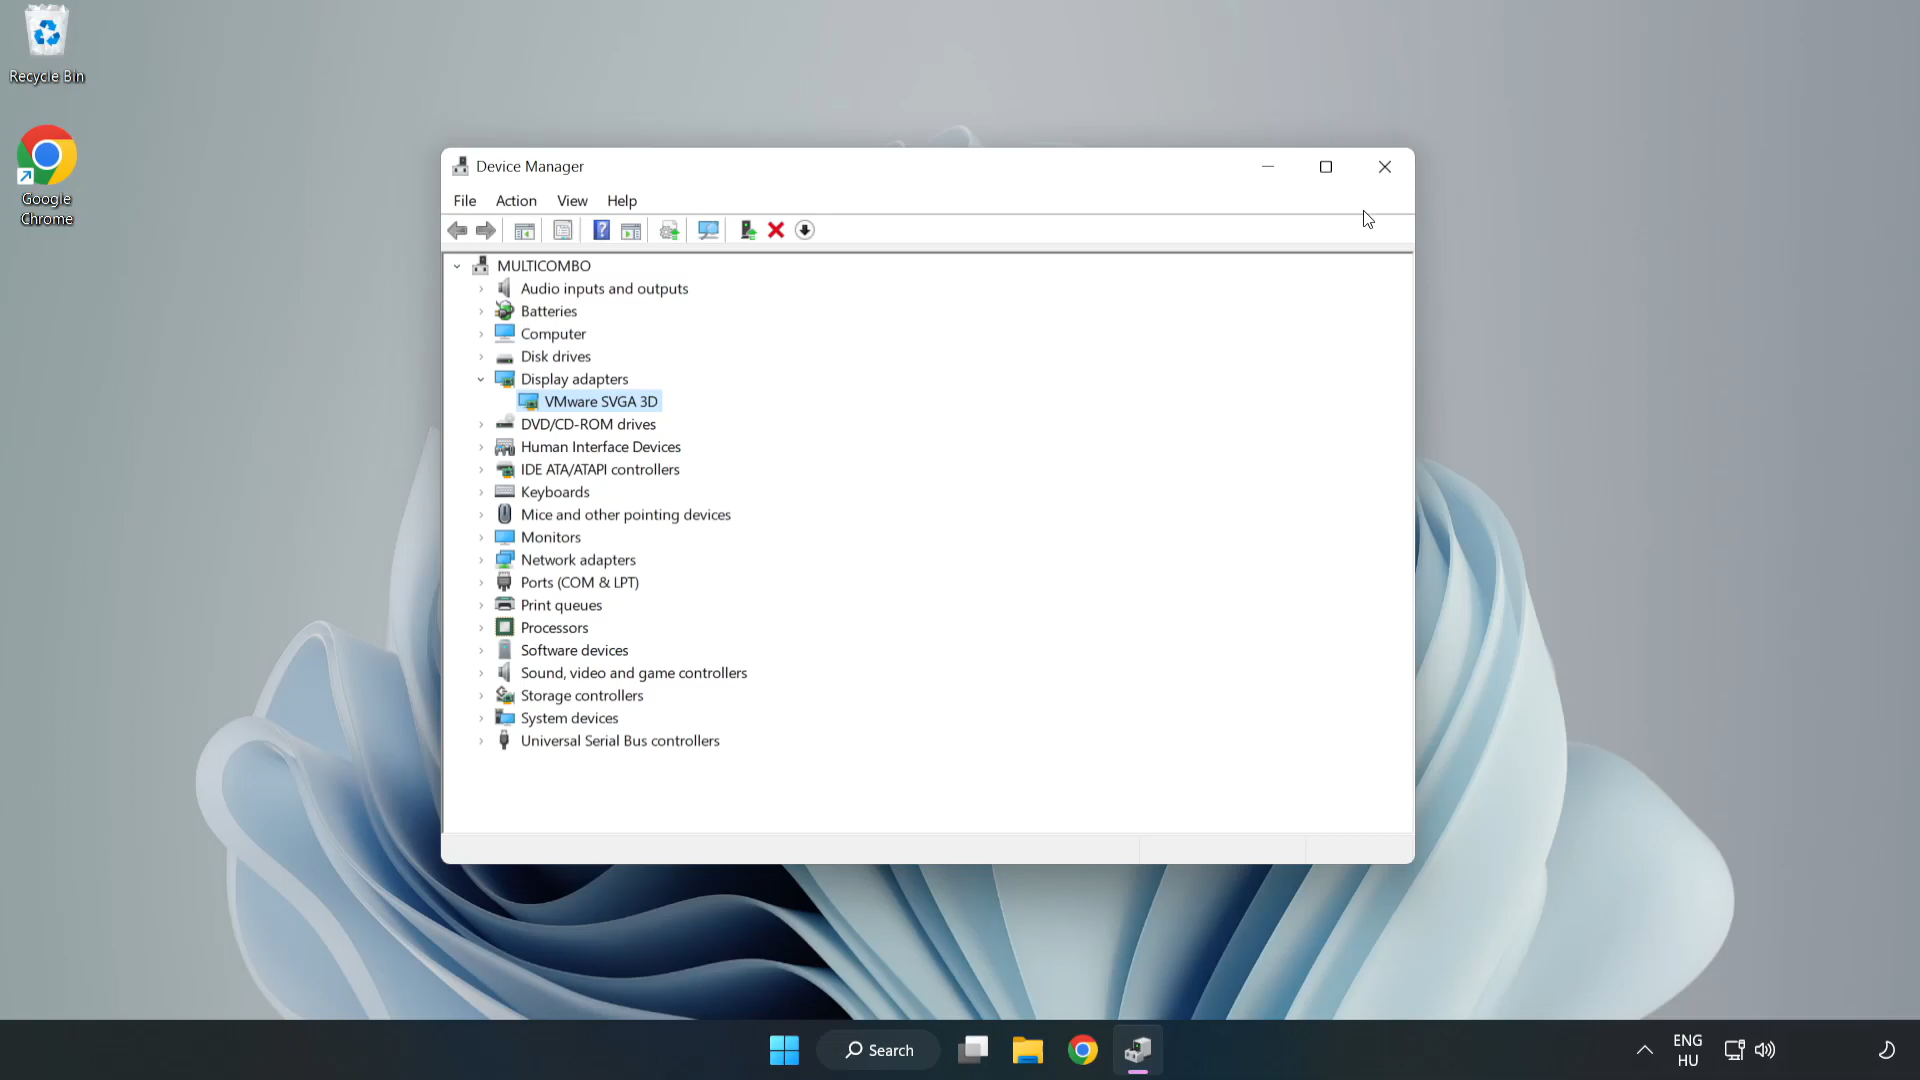 Recycle Bin
Google
Chrome
Device Manager
File Action View Help
MULTICOMBO
Audio inputs and outputs
Batteries
Computer
Disk drives
Display adapters
VMware SVGA 3D
DVD/CD-ROM drives
Human Interface Devices
IDE ATA/ATAPI controllers
Keyboards
Mice and other pointing devices
Monitors
Network adapters
Ports (COM & LPT)
Print queues
Processors
Software devices
Sound, video and game controllers
Storage controllers
System devices
Universal Serial Bus controllers
Search
ENG
HU